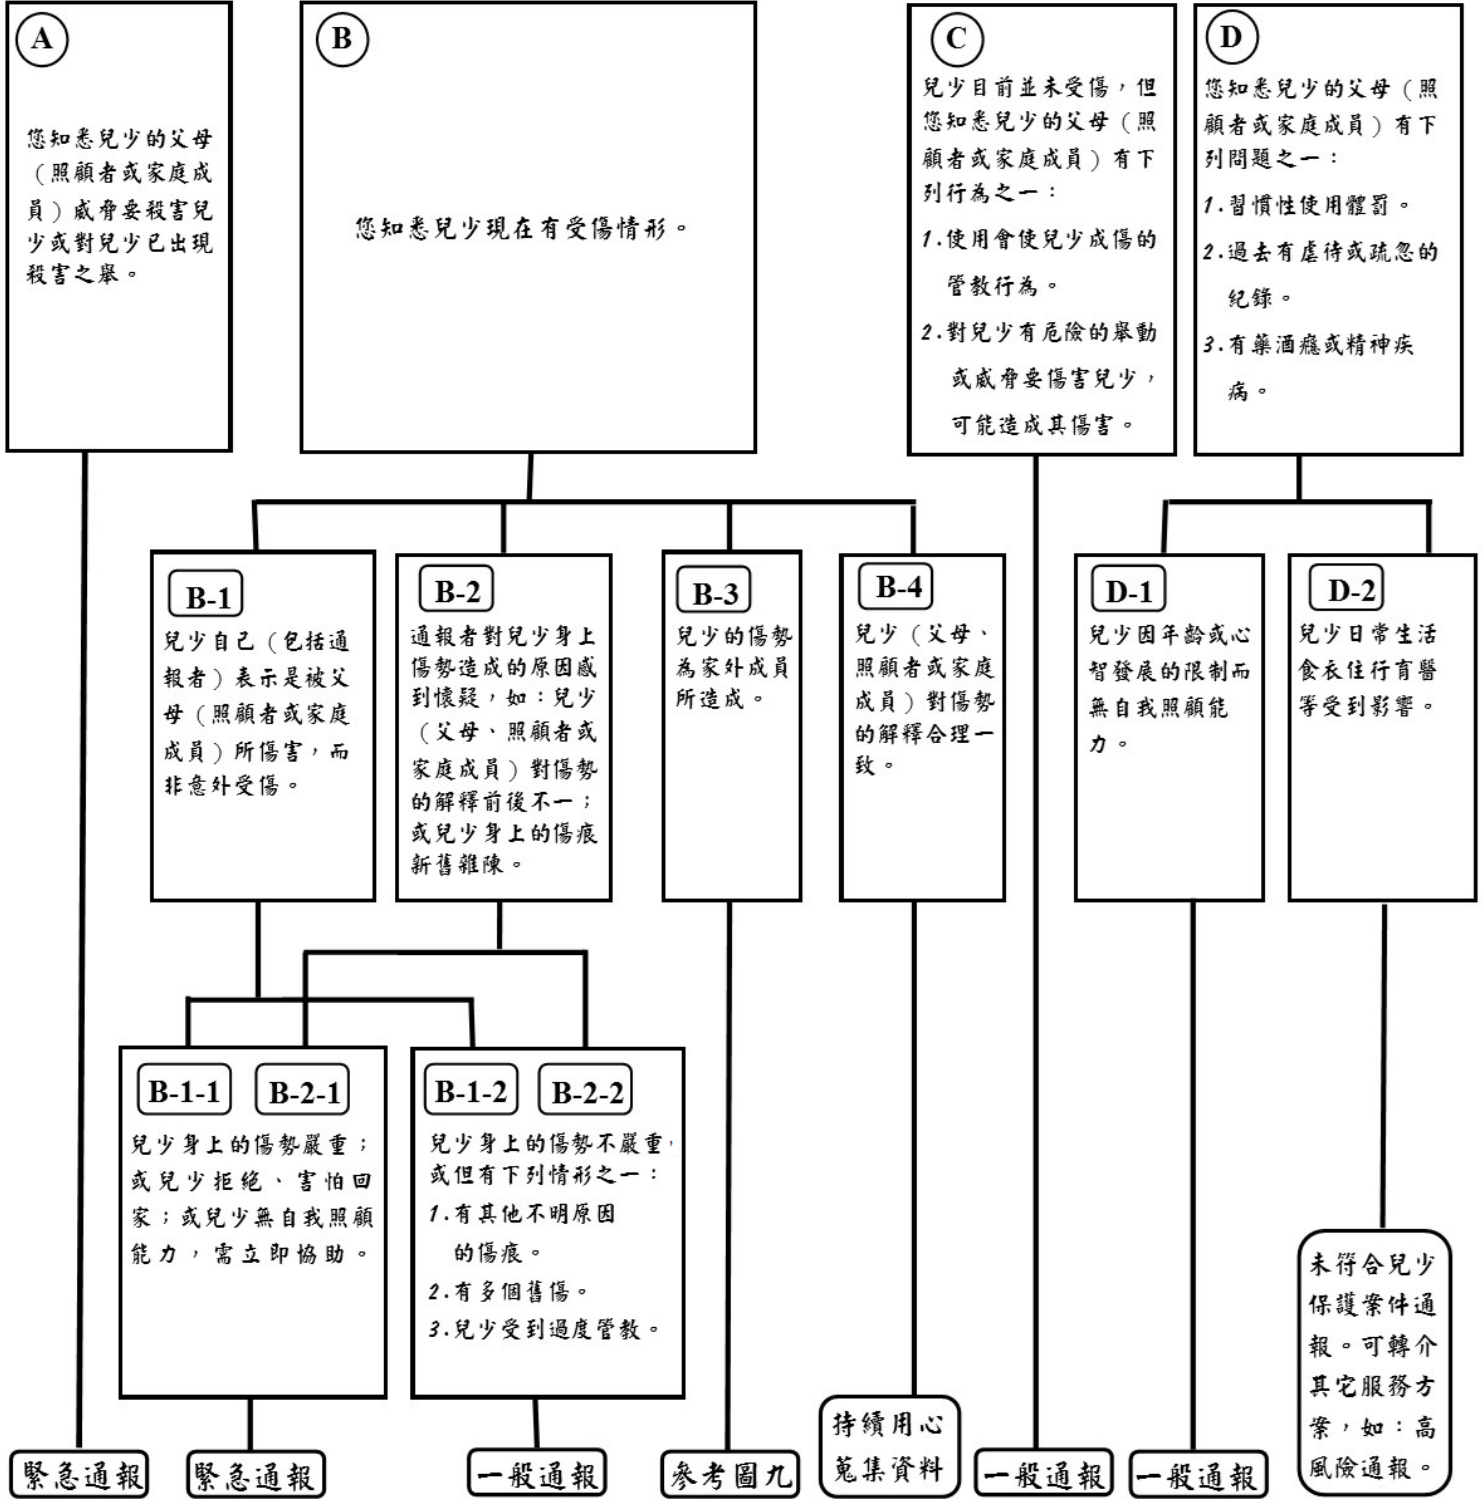 A
您知悉兒少的父母
（照顧者或家庭成
員）威脅要殺害兒
少或對兒少已出現
殺害之舉。
B
您知悉兒少現在有受傷情形。
C
兒少目前並未受傷，但
您知悉兒少的父母（照
顧者或家庭成員）有下
列行為之一：
1.使用會使兒少成傷的
管教行為。
2.對兒少有危險的舉動
或威脅要傷害兒少，
可能造成其傷害。
D
您知悉兒少的父母（照
顧者或家庭成員）有下
列問題之一：
1.習慣性使用體罰。
2.過去有虐待或疏忽的
紀錄。
3.有藥酒癮或精神疾
病。
B-1
兒少自己（包括通
報者）表示是被父
母（照顧者或家庭
成員）所傷害，而
非意外受傷。
B-2
通報者對兒少身上
傷勢造成的原因感
到懷疑，如：兒少
（父母、照顧者或
家庭成員）對傷勢
的解釋前後不一；
或兒少身上的傷痕
新舊雜陳。
B-3
兒少的傷勢
為家外成員
所造成。
B-4
兒少（父母、
照顧者或家庭
成員）對傷勢
的解釋合理一
致。
D-1
兒少因年齡或心
智發展的限制而
無自我照顧能
力。
D-2
兒少日常生活
食衣住行育醫
等受到影響。
B-1-1 B-2-1
兒少身上的傷勢嚴重；
或兒少拒絕、害怕回
家；或兒少無自我照顧
能力，需立即協助。
B-1-2 B-2-2
兒少身上的傷勢不嚴重，
或但有下列情形之一：
1.有其他不明原因
的傷痕。
2.有多個舊傷。
3.兒少受到過度管教。
緊急通報
緊急通報
一般通報
參考圖九
持續用心
蒐集資料
一般通報
一般通報
未符合兒少
保護案件通
報。可轉介
其它服務方
案，如：高
風險通報。